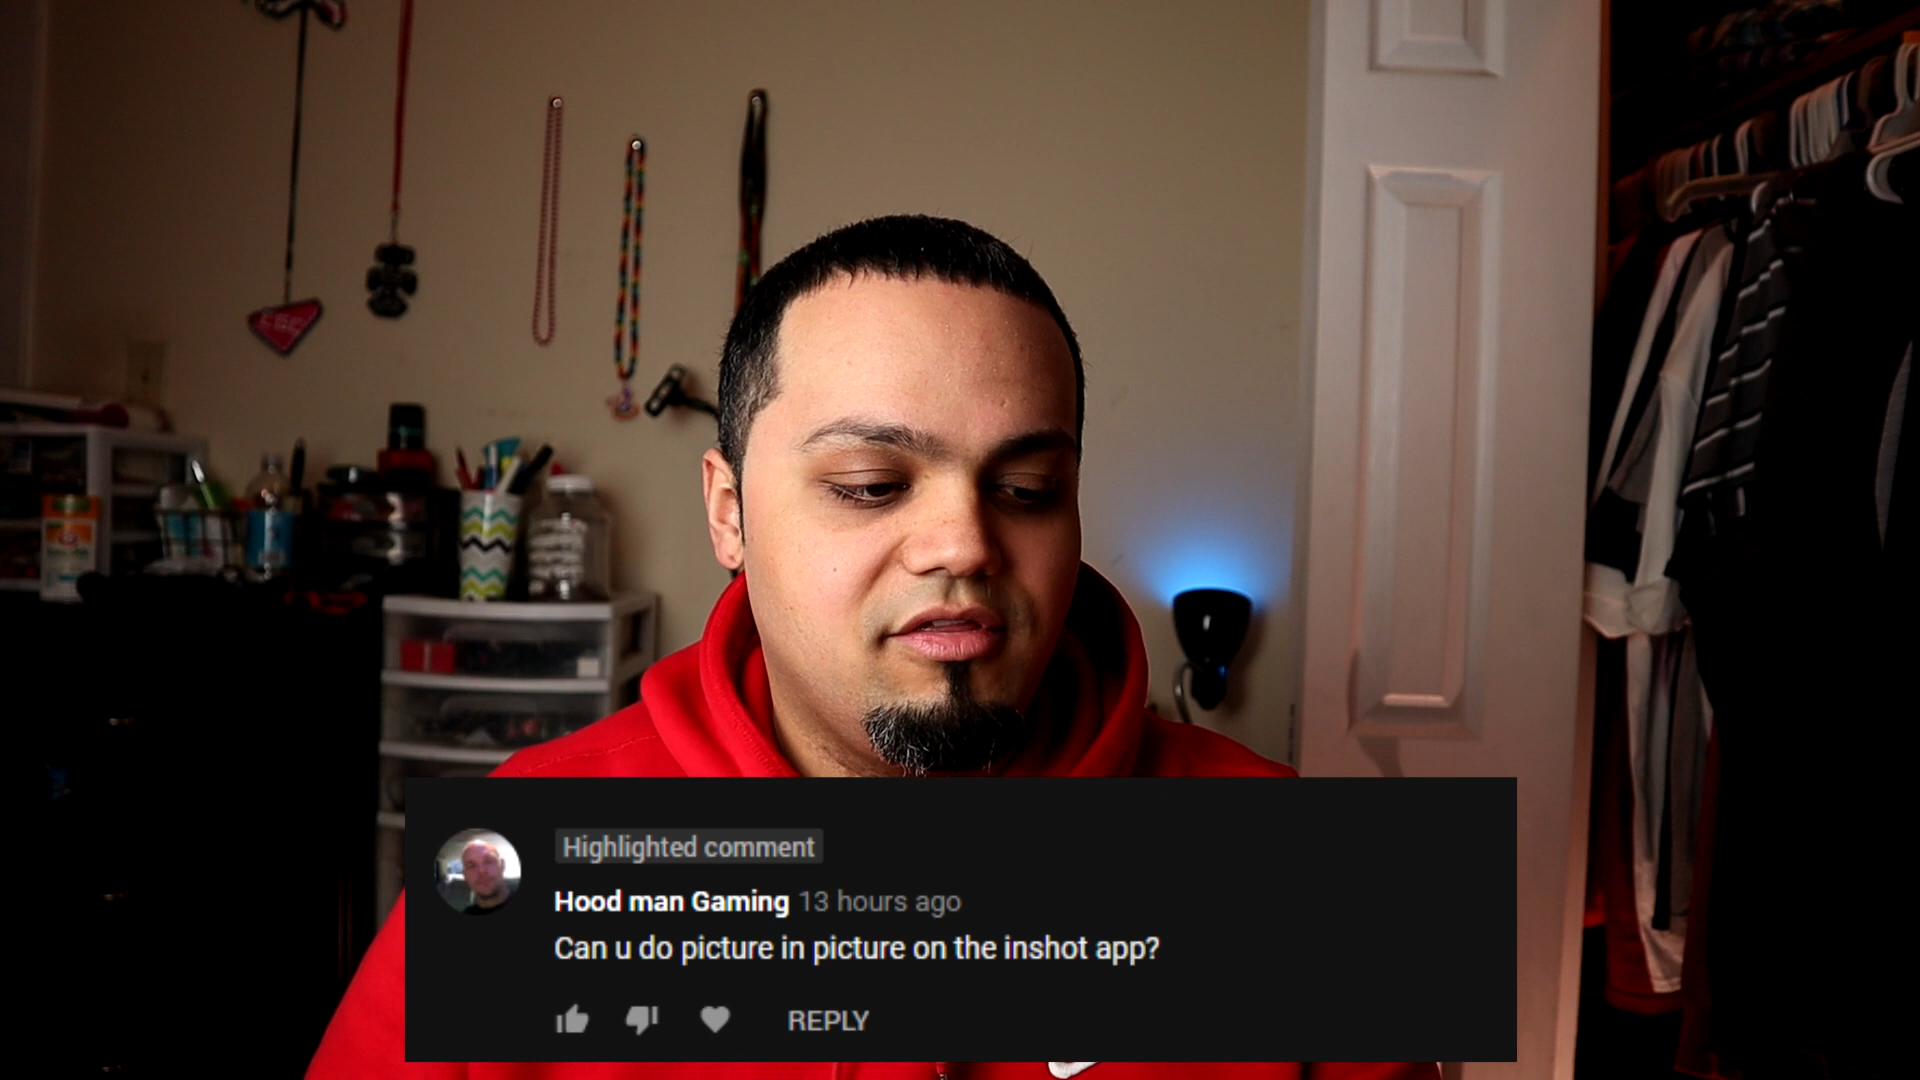 Highlighted comment
Hood man Gaming 13 hours ago
Can u do picture in picture on the inshot app?
REPLY